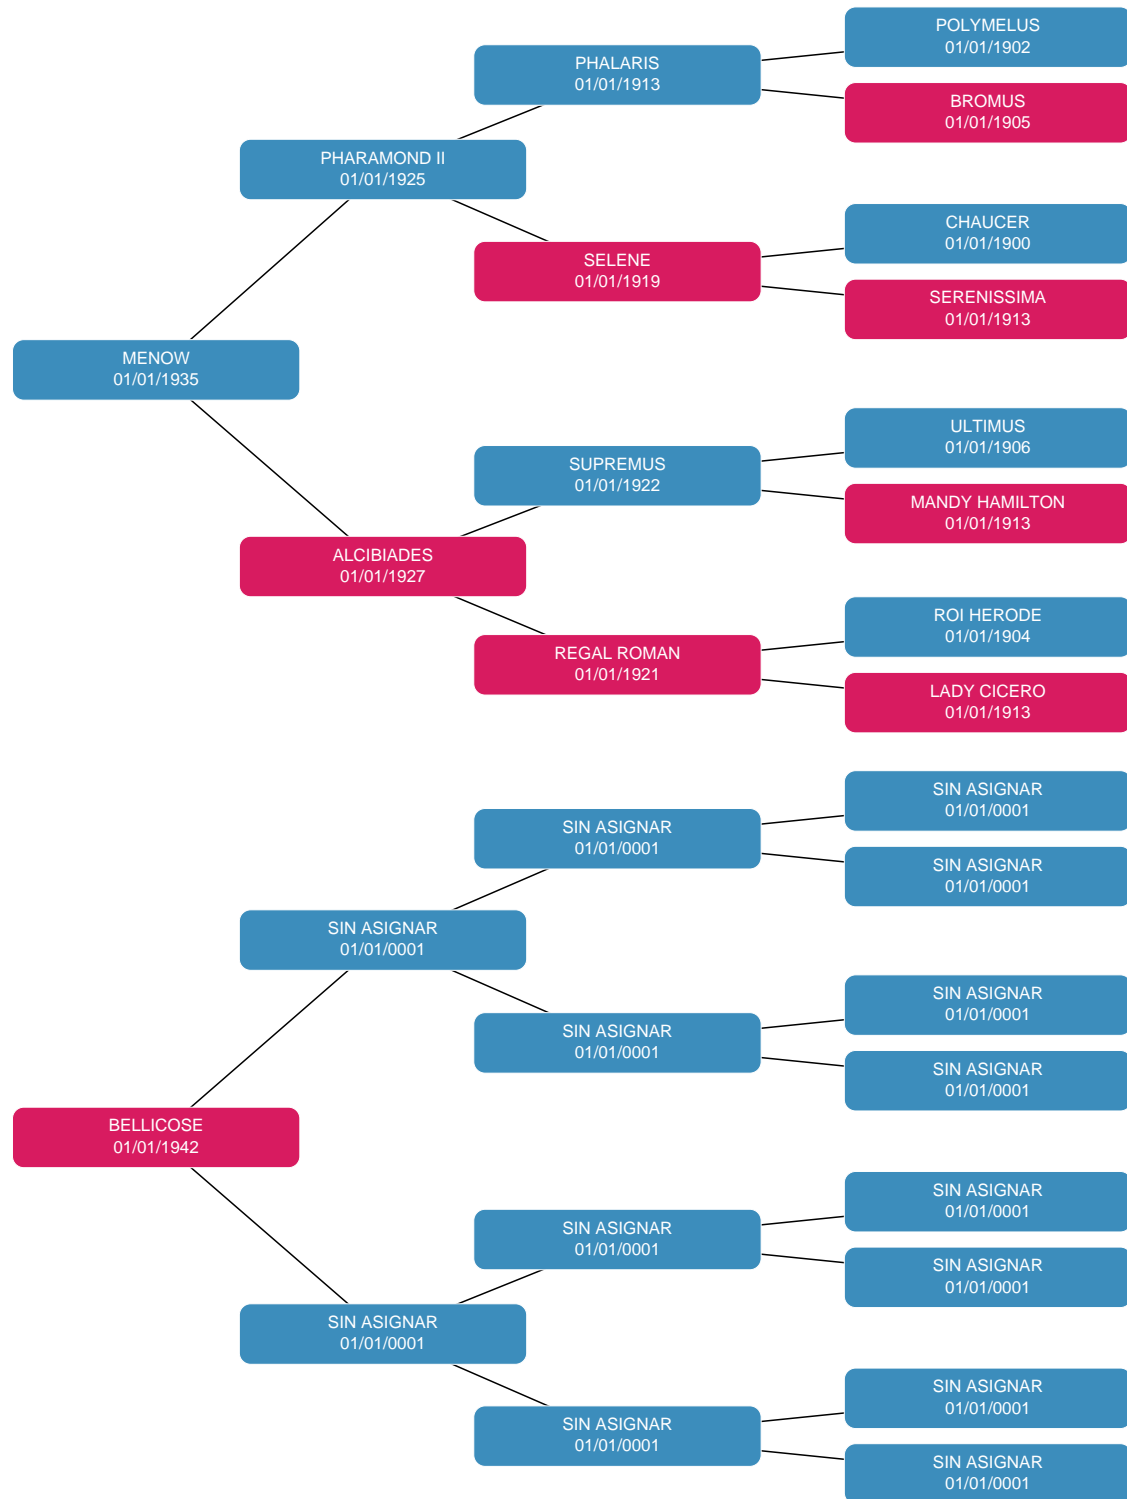 POLYMELUS
01/01/1902
PHALARIS
01/01/1913
BROMUS
01/01/1905
PHARAMOND II
01/01/1925
CHAUCER
01/01/1900
SELENE
01/01/1919
SERENISSIMA
01/01/1913
MENOW
01/01/1935
ULTIMUS
01/01/1906
SUPREMUS
01/01/1922
MANDY HAMILTON
01/01/1913
ALCIBIADES
01/01/1927
ROI HERODE
01/01/1904
REGAL ROMAN
01/01/1921
LADY CICERO
01/01/1913
SIN ASIGNAR
01/01/0001
SIN ASIGNAR
01/01/0001
SIN ASIGNAR
01/01/0001
SIN ASIGNAR
01/01/0001
SIN ASIGNAR
01/01/0001
SIN ASIGNAR
01/01/0001
SIN ASIGNAR
01/01/0001
BELLICOSE
01/01/1942
SIN ASIGNAR
01/01/0001
SIN ASIGNAR
01/01/0001
SIN ASIGNAR
01/01/0001
SIN ASIGNAR
01/01/0001
SIN ASIGNAR
01/01/0001
SIN ASIGNAR
01/01/0001
SIN ASIGNAR
01/01/0001